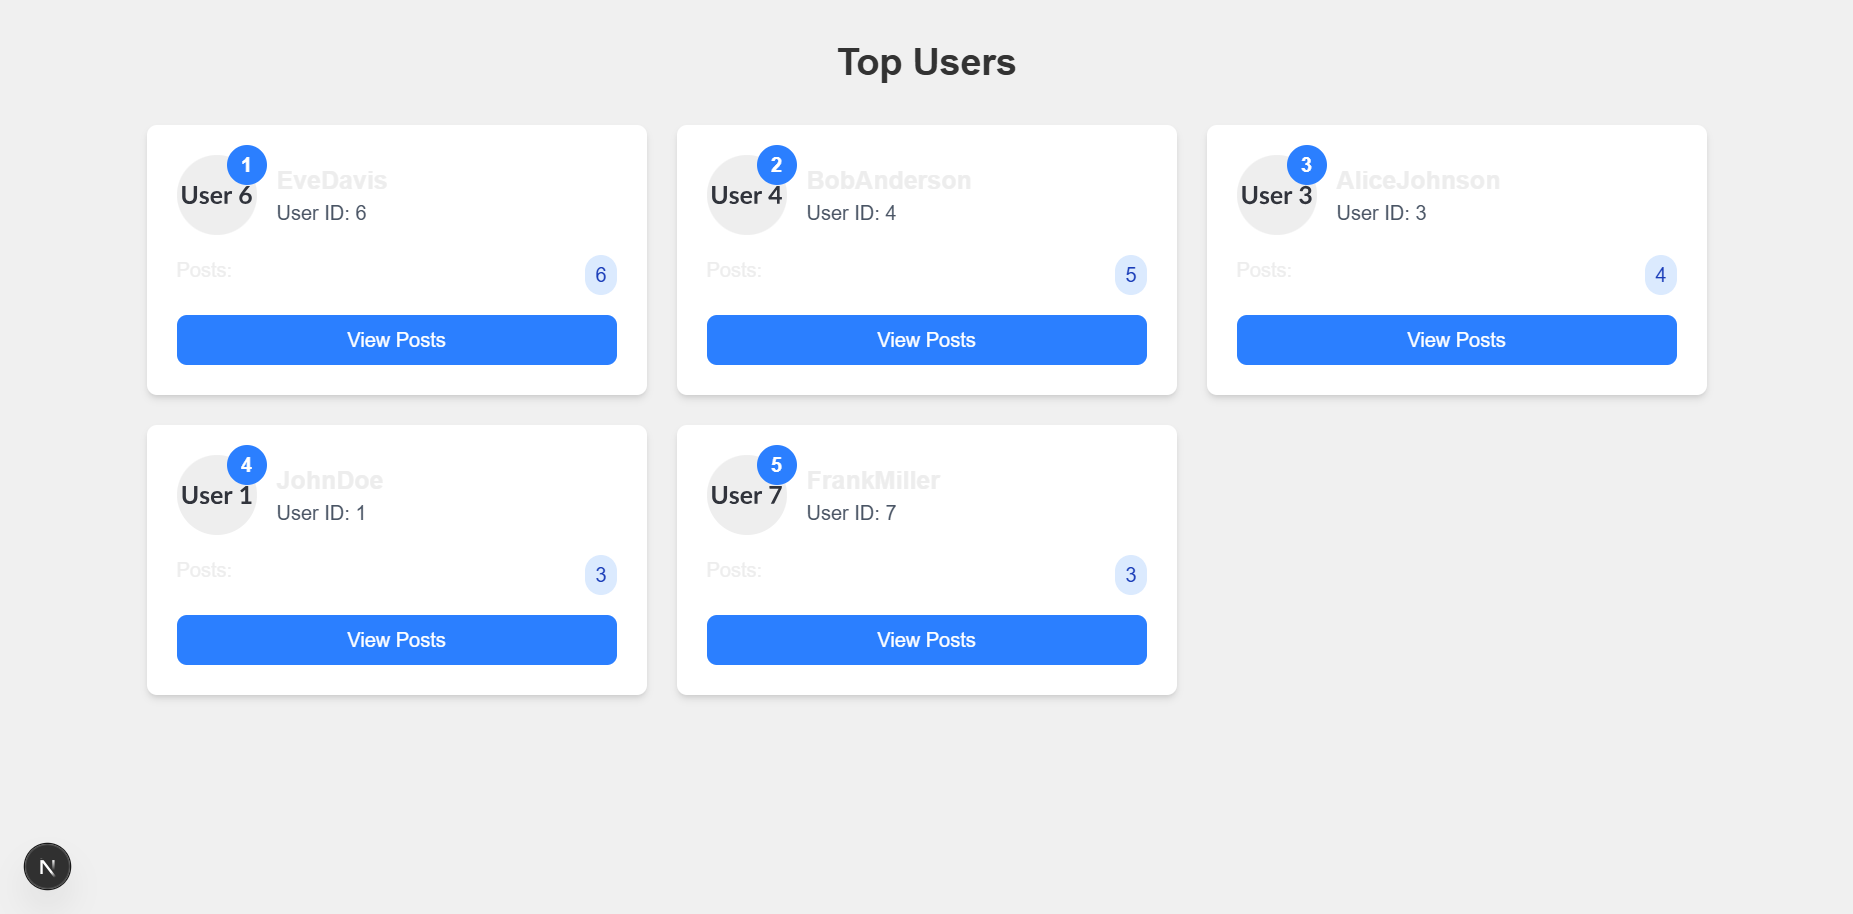 Top Users
1
User 6
EveDavis
User ID: 6
Posts:
6
View Posts
2
User 4
BobAnderson
User ID: 4
Posts:
5
View Posts
3
User 3
AliceJohnson
User ID: 3
Posts:
4
View Posts
4
User 1
JohnDoe
User ID: 1
Posts:
3
View Posts
5
User 7
FrankMiller
User ID: 7
Posts:
3
View Posts
N